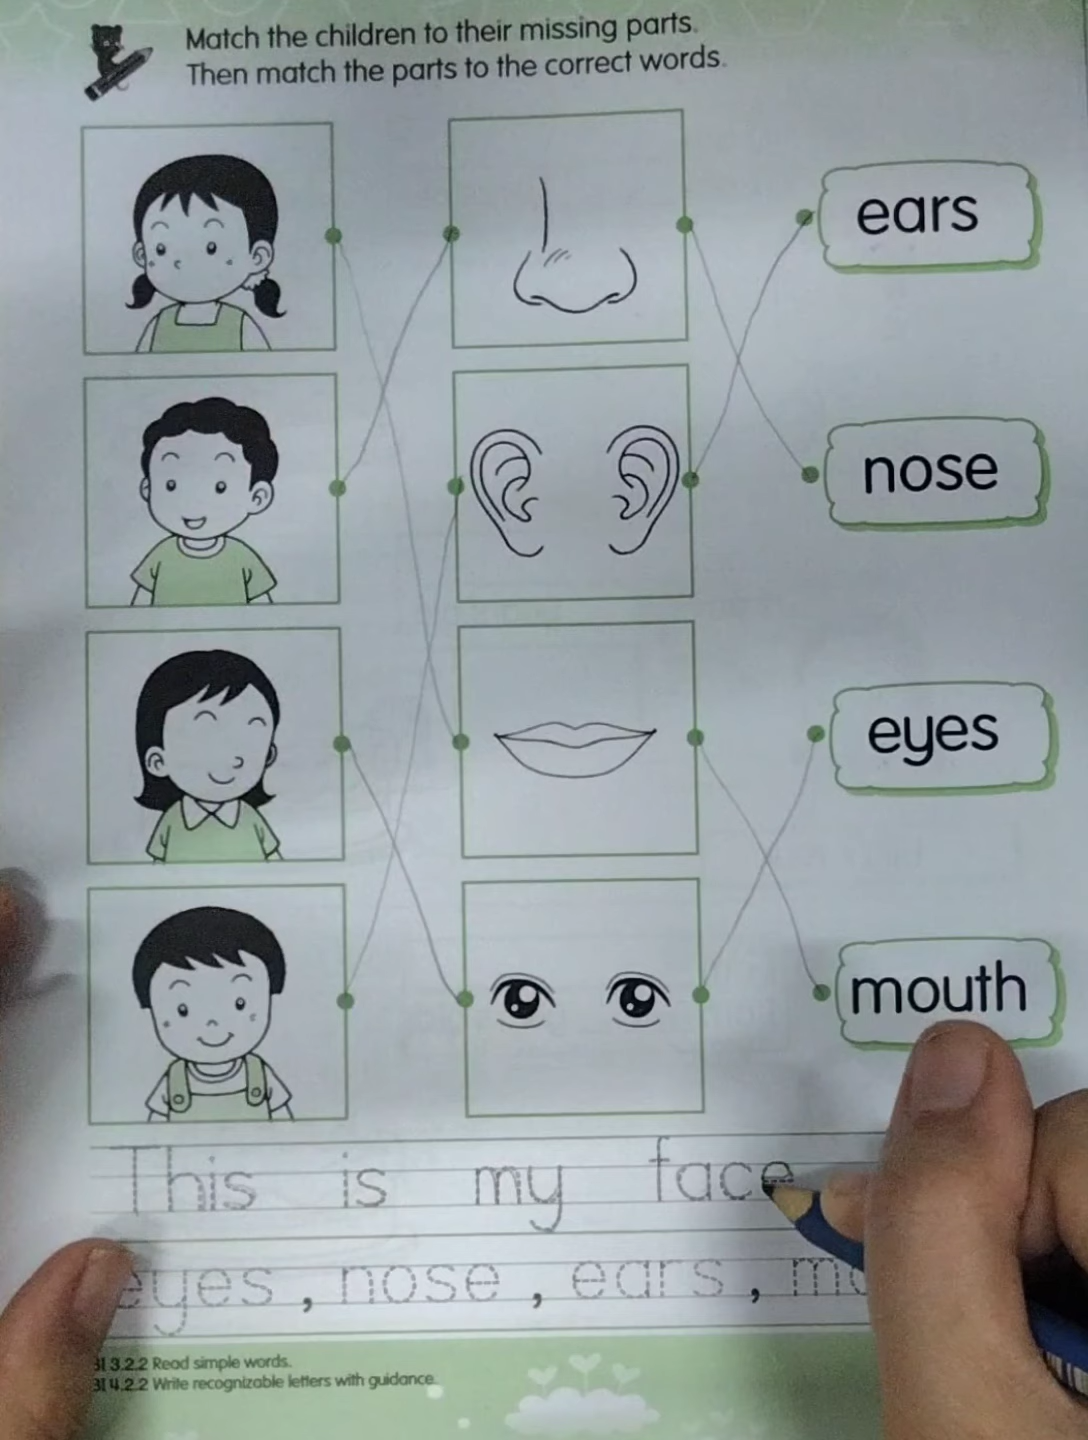 Match the children to their missing parts.
Then match the parts to the correct words.
ears
nose
eyes
mouth
This is my face
eyes , nose , ears ,
3.2.2 Read simple words.
4.2.2 Write recognizable letters with guidance.